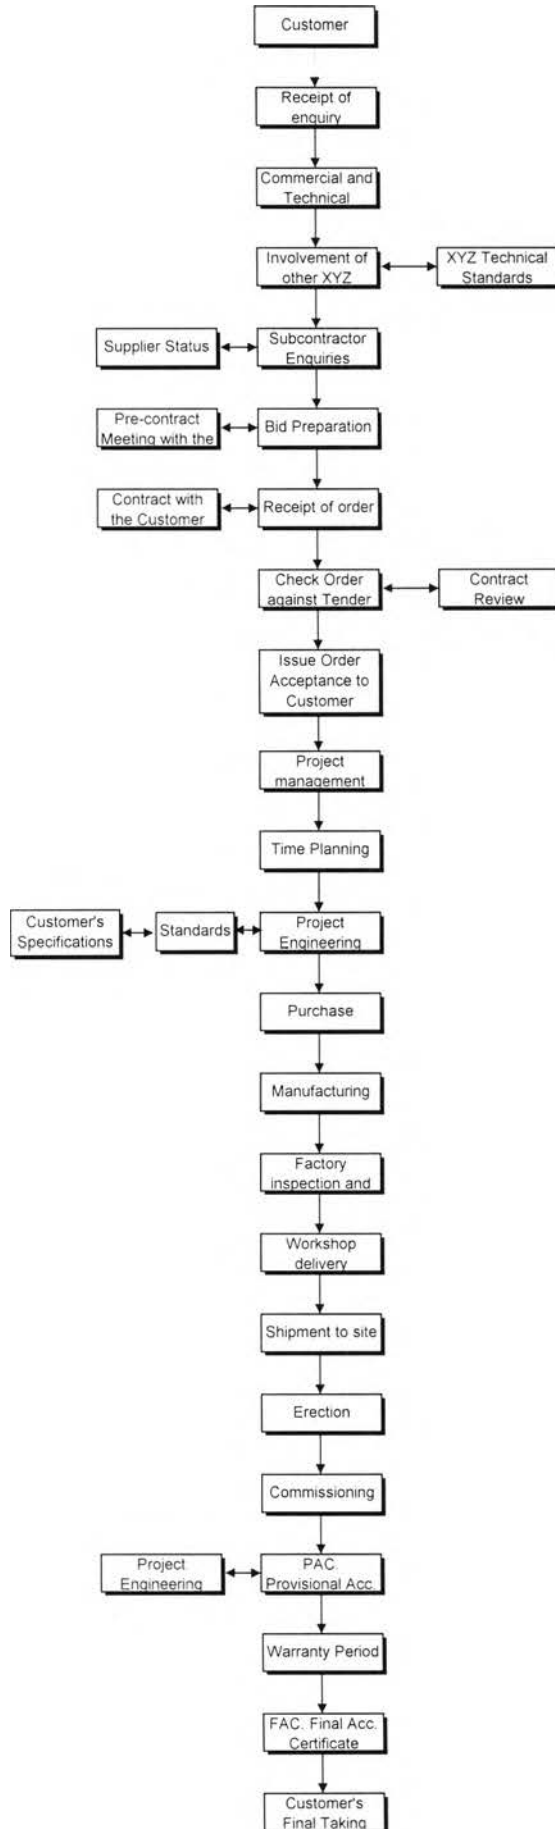 Customer
Receipt of
enquiry
Commercial and
Technical
Involvement of
other XYZ
XYZ Technical
Standards
Supplier Status
Subcontractor
Enquiries
Pre-contract
Meeting with the
Bid Preparation
Contract with
the Customer
Receipt of order
Check Order
against Tender
Contract
Review
Issue Order
Acceptance to
Customer
Project
management
Time Planning
Customer's
Specifications
Standards
Project
Engineering
Purchase
Manufacturing
Factory
inspection and
Workshop
delivery
Shipment to site
Erection
Commissioning
Project
Engineering
PAC.
Provisional Acc.
Warranty Period
FAC. Final Acc.
Certificate
Customer's
Final Taking